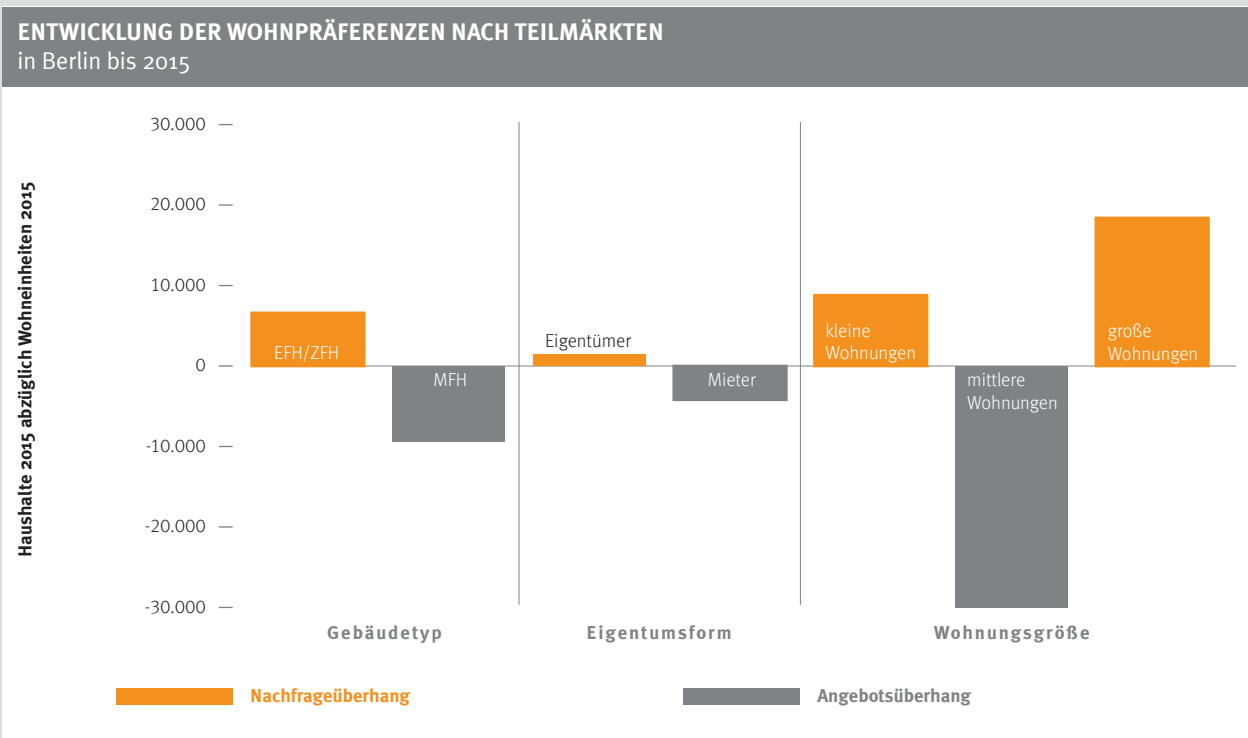 ENTWICKLUNG DER WOHNPRÄFERENZEN NACH TEILMÄRKTEN
in Berlin bis 2015
Haushalte 2015 abzüglich Wohneinheiten 2015
30.000
20.000
10.000
0
-10.000
-20.000
-30.000
EFH/ZFH
MFH
Eigentümer
Mieter
kleine
Wohnungen
mittlere
Wohnungen
große
Wohnungen
Gebäudetyp
Eigentumsform
Wohnungsgröße
Nachfrageüberhang
Angebotsüberhang